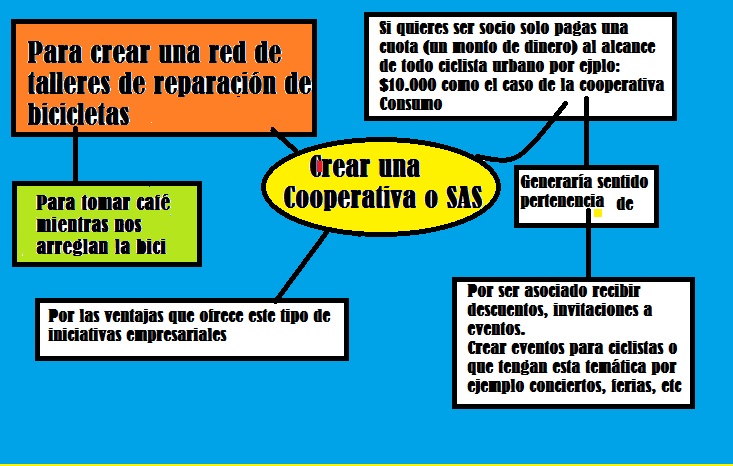 Para crear una red de
talleres de reparación de
bicicletas
Si quieres ser socio solo pagas una
cuota (un monto de dinero) al alcance
de todo ciclista urbano por ejplo:
$10.000 como el caso de la cooperativa
Consumo
Crear una
Cooperativa o SAS
Para tomar café
mientras nos
arreglan la bici
Generaría sentido
pertenencia de
Por las ventajas que ofrece este tipo de
iniciativas empresariales
Por ser asociado recibir
descuentos, invitaciones a
eventos.
Crear eventos para ciclistas o
que tengan esta temática por
ejemplo conciertos, ferias, etc